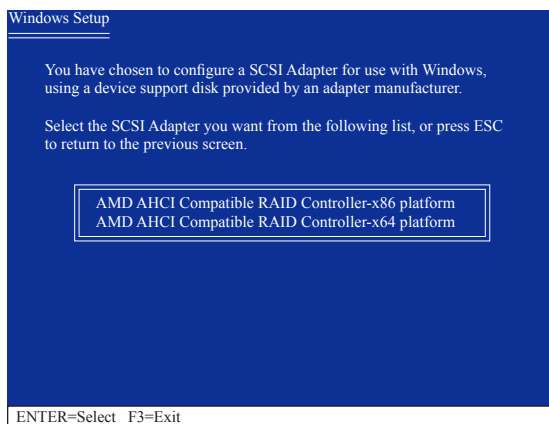 Windows Setup
You have chosen to configure a SCSI Adapter for use with Windows,
using a device support disk provided by an adapter manufacturer.
Select the SCSI Adapter you want from the following list, or press ESC
to return to the previous screen.
AMD AHCI Compatible RAID Controller-x86 platform
AMD AHCI Compatible RAID Controller-x64 platform
ENTER=Select F3=Exit